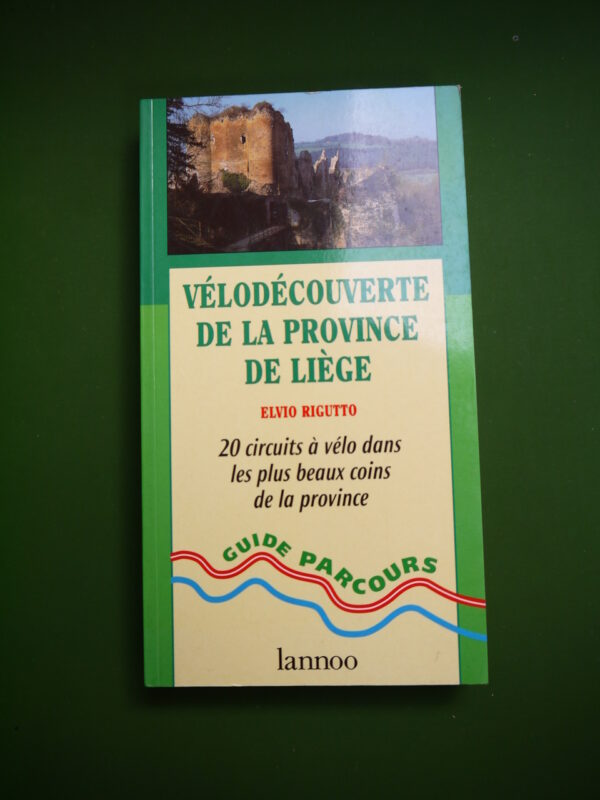 VÉLODÉCOUVERTE
DE LA PROVINCE
DE LIÈGE
ELVIO RIGUTTO
20 circuits à vélo dans
les plus beaux coins
de la province
GUIDE PARCOURS
lannoo